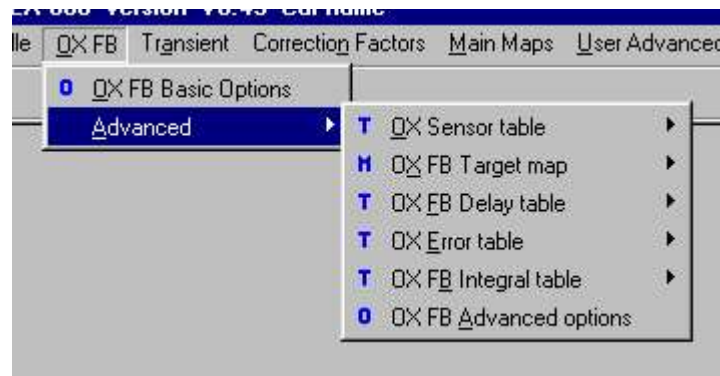 OX FB Transient Correction Factors Main Maps User Advanced
O OX FB Basic Options
Advanced
T OX Sensor table
M OX FB Target map
T OX FB Delay table
T OX Error table
T OX FB Integral table
O OX FB Advanced options